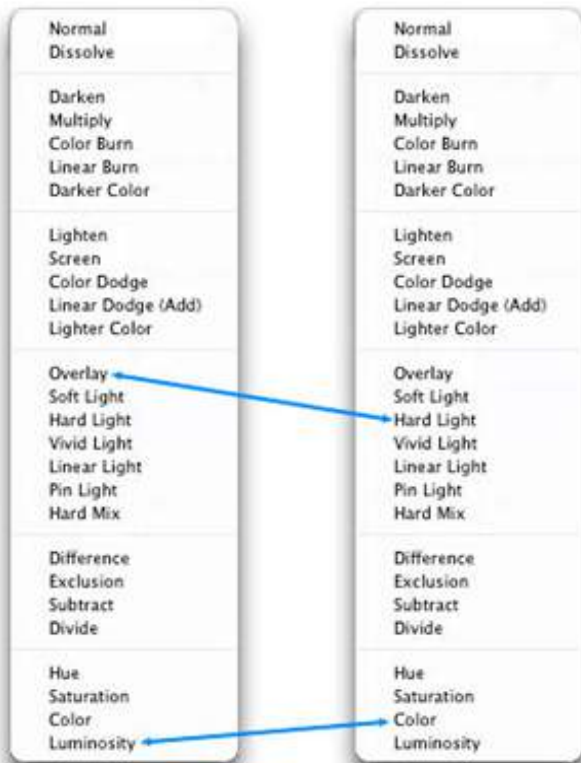 Normal
Dissolve
Darken
Multiply
Color Burn
Linear Burn
Darker Color
Lighten
Screen
Color Dodge
Linear Dodge (Add)
Lighter Color
Overlay
Soft Light
Hard Light
Vivid Light
Linear Light
Pin Light
Hard Mix
Difference
Exclusion
Subtract
Divide
Hue
Saturation
Color
Luminosity
Normal
Dissolve
Darken
Multiply
Color Burn
Linear Burn
Darker Color
Lighten
Screen
Color Dodge
Linear Dodge (Add)
Lighter Color
Overlay
Soft Light
Hard Light
Vivid Light
Linear Light
Pin Light
Hard Mix
Difference
Exclusion
Subtract
Divide
Hue
Saturation
Color
Luminosity